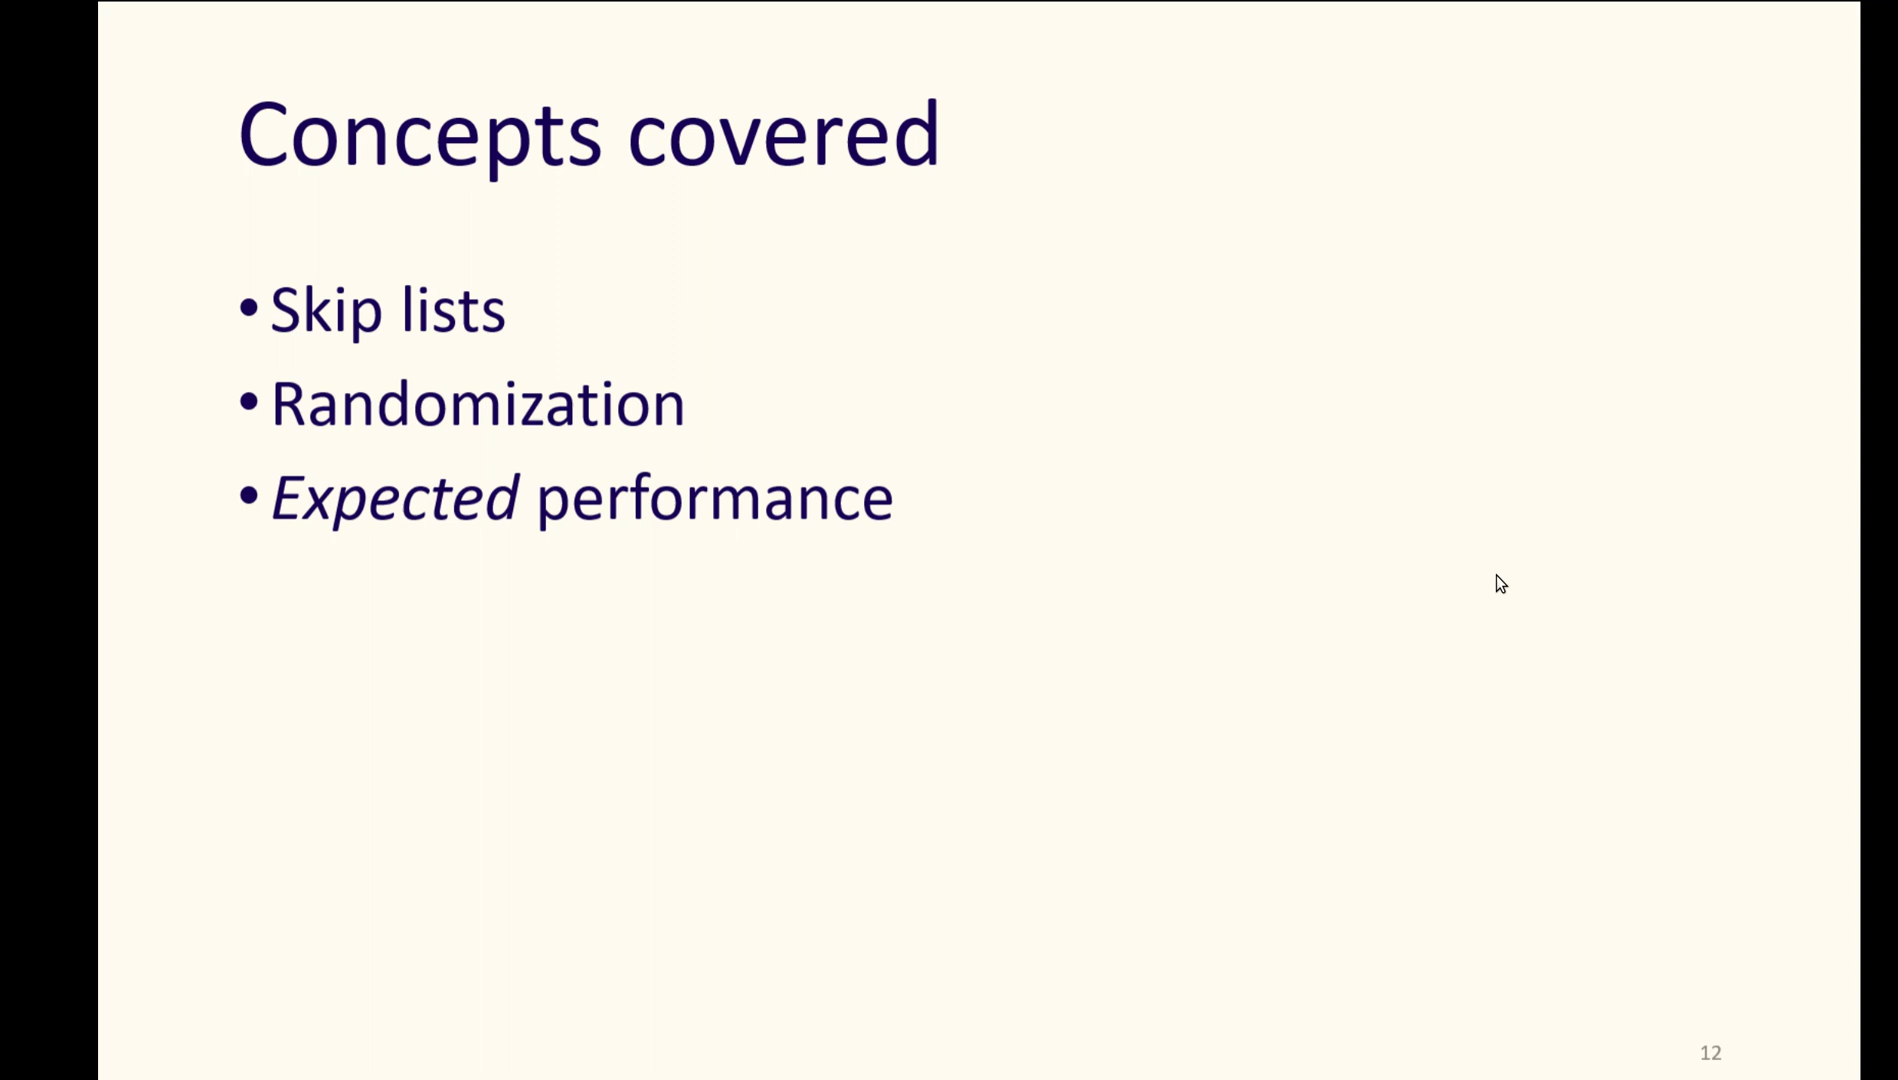 Concepts covered
• Skip lists
• Randomization
• Expected performance
12